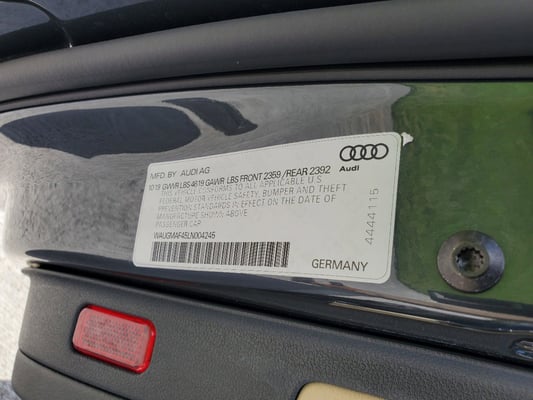 MFD. BY AUDI AG
10 19 GWWR LBS 4619 GAWR LBS FRONT 2359 / REAR 2392
THIS VEHICLE CONFORMS TO ALL APPLICABLE U.S.
FEDERAL MOTOR VEHICLE SAFETY, BUMPER AND THEFT
PREVENTION STANDARDS IN EFFECT ON THE DATE OF
MANUFACTURE SHOWN ABOVE
PASSENGER CAR
WAUGMAF45LN004245
GERMANY
Audi
4444115